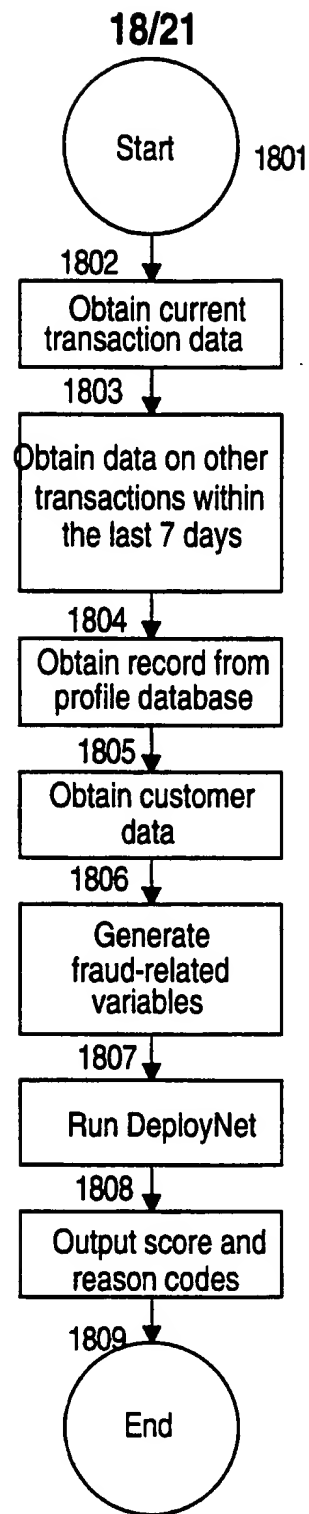 18/21
Start
1801
1802
Obtain current
transaction data
1803
Obtain data on other
transactions within
the last 7 days
1804
Obtain record from
profile database
1805
Obtain customer
data
1806
Generate
fraud-related
variables
1807
Run DeployNet
1808
Output score and
reason codes
1809
End